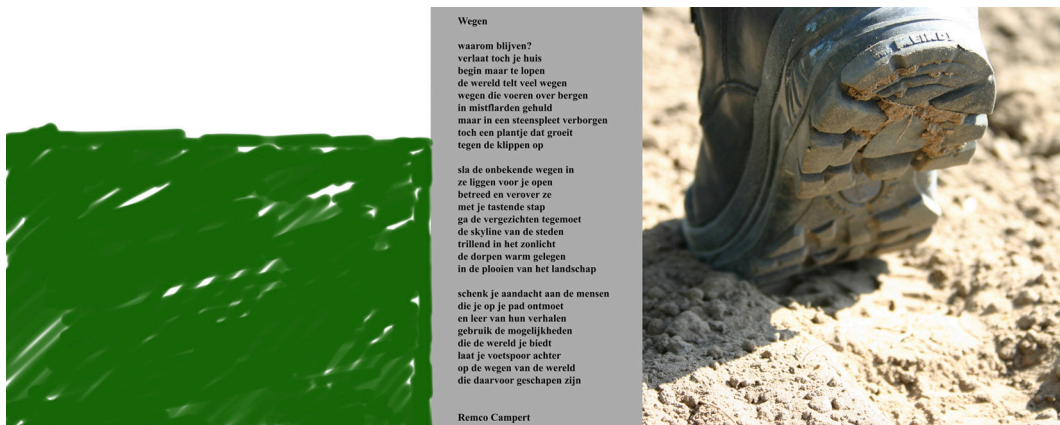 Wegen
waarom blijven?
verlaat toch je huis
begin maar te lopen
de wereld telt veel wegen
wegen die voeren over bergen
in mistflarden gehuld
maar in een steenspleet verborgen
toch een plantje dat groeit
tegen de klippen op
sla de onbekende wegen in
ze liggen voor je open
betreed en verover ze
met je tastende stap
ga de vergezichten tegemoet
de skyline van de steden
trillend in het zonlicht
de dorpen warm gelegen
in de plooien van het landschap
schenk je aandacht aan de mensen
die je op je pad ontmoet
en leer van hun verhalen
gebruik de mogelijkheden
die de wereld je biedt
laat je voetspoor achter
op de wegen van de wereld
die daarvoor geschapen zijn
Remco Campert
MEINDL